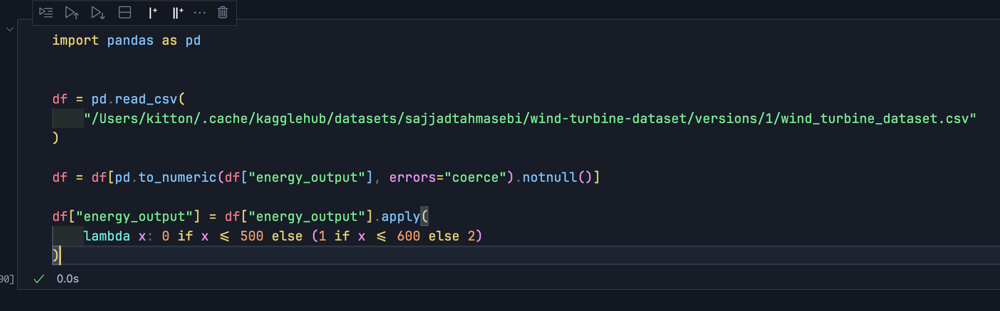 import pandas as pd
df = pd.read_csv(
"/Users/kitton/.cache/kagglehub/datasets/sajjadtahmasebi/wind-turbine-dataset/versions/1/wind_turbine_dataset.csv"
)
df = df[pd.to_numeric(df["energy_output"], errors="coerce").notnull()]
df["energy_output"] = df["energy_output"].apply(
lambda x: 0 if x <= 500 else (1 if x <= 600 else 2)
)
90] 0.0s